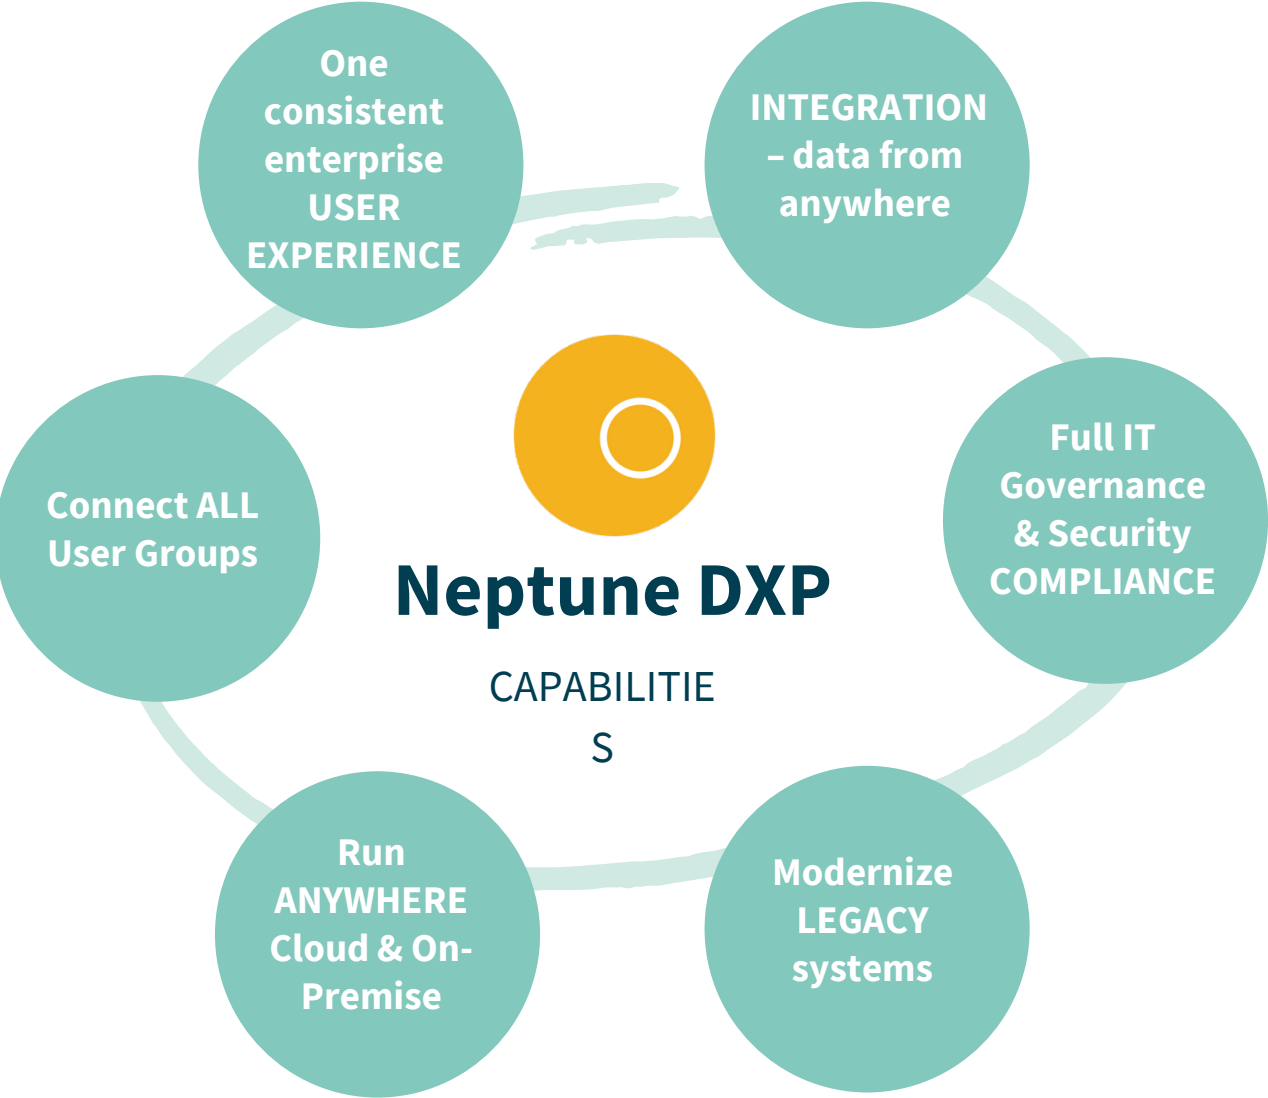 One
consistent
enterprise
USER
EXPERIENCE
INTEGRATION
– data from
anywhere
Full IT
Governance
& Security
COMPLIANCE
Connect ALL
User Groups
Neptune DXP
CAPABILITIE
S
Run
ANYWHERE
Cloud & On-
Premise
Modernize
LEGACY
systems